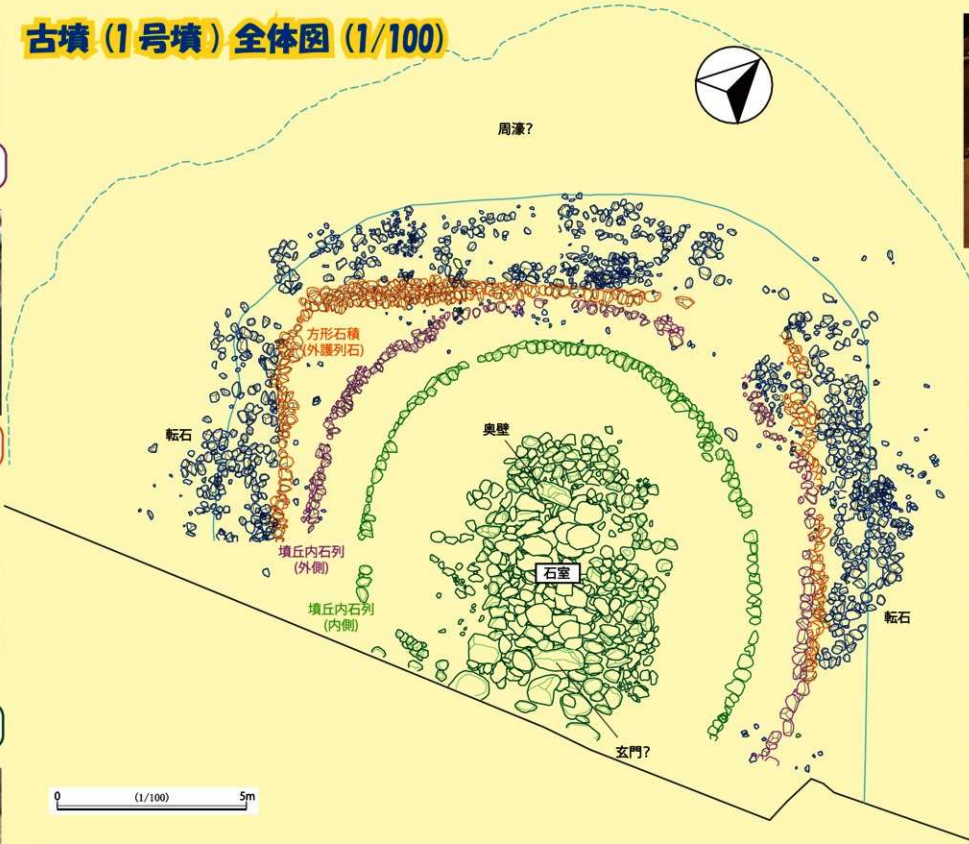 古墳(1号墳)全体図(1/100)
周濠?
方形石積
(外護列石)
転石
奥壁
墳丘内石列
(外側)
石室
墳丘内石列
(内側)
転石
玄門?
0 (1/100) 5m